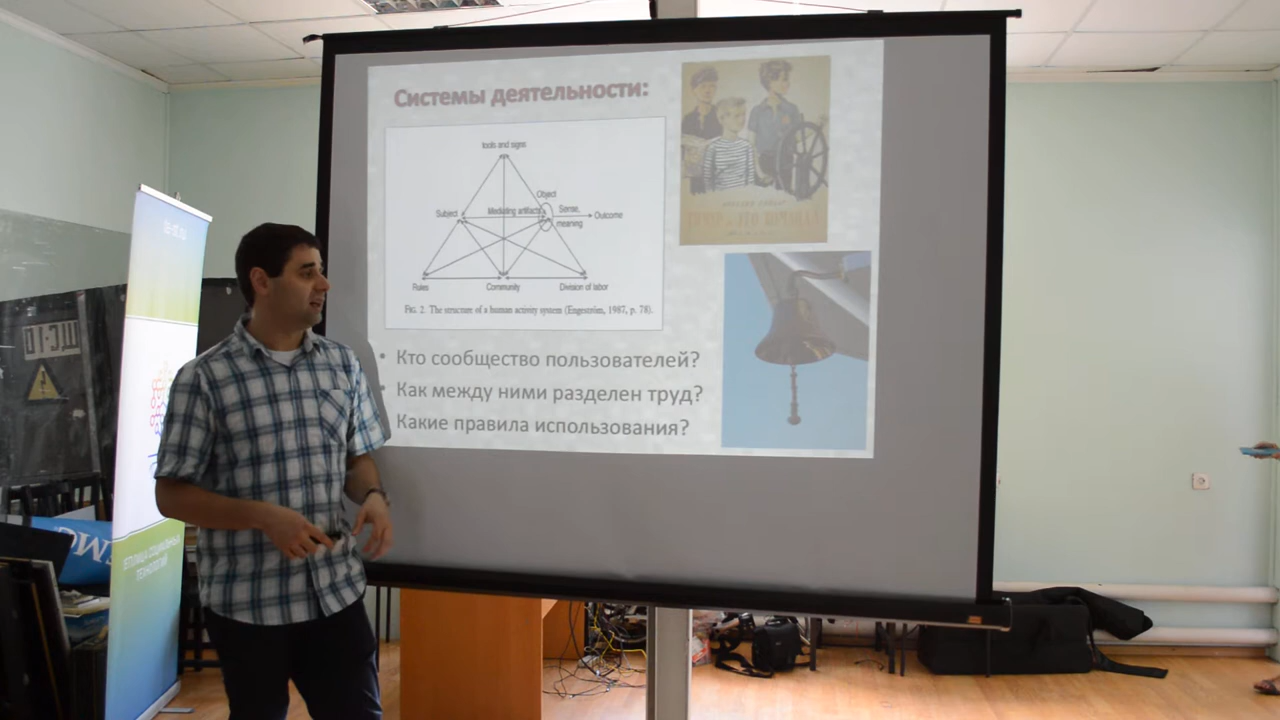 Системы деятельности:
tools and signs
Object
Subject
Mediating artifacts
Sense,
meaning
Outcome
Rules
Community
Division of labor
FIG. 2. The structure of a human activity system (Engeström, 1987, p. 78).
• Кто сообщество пользователей?
• Как между ними разделен труд?
Какие правила использования?
ТЕХНОЛОГИЙ